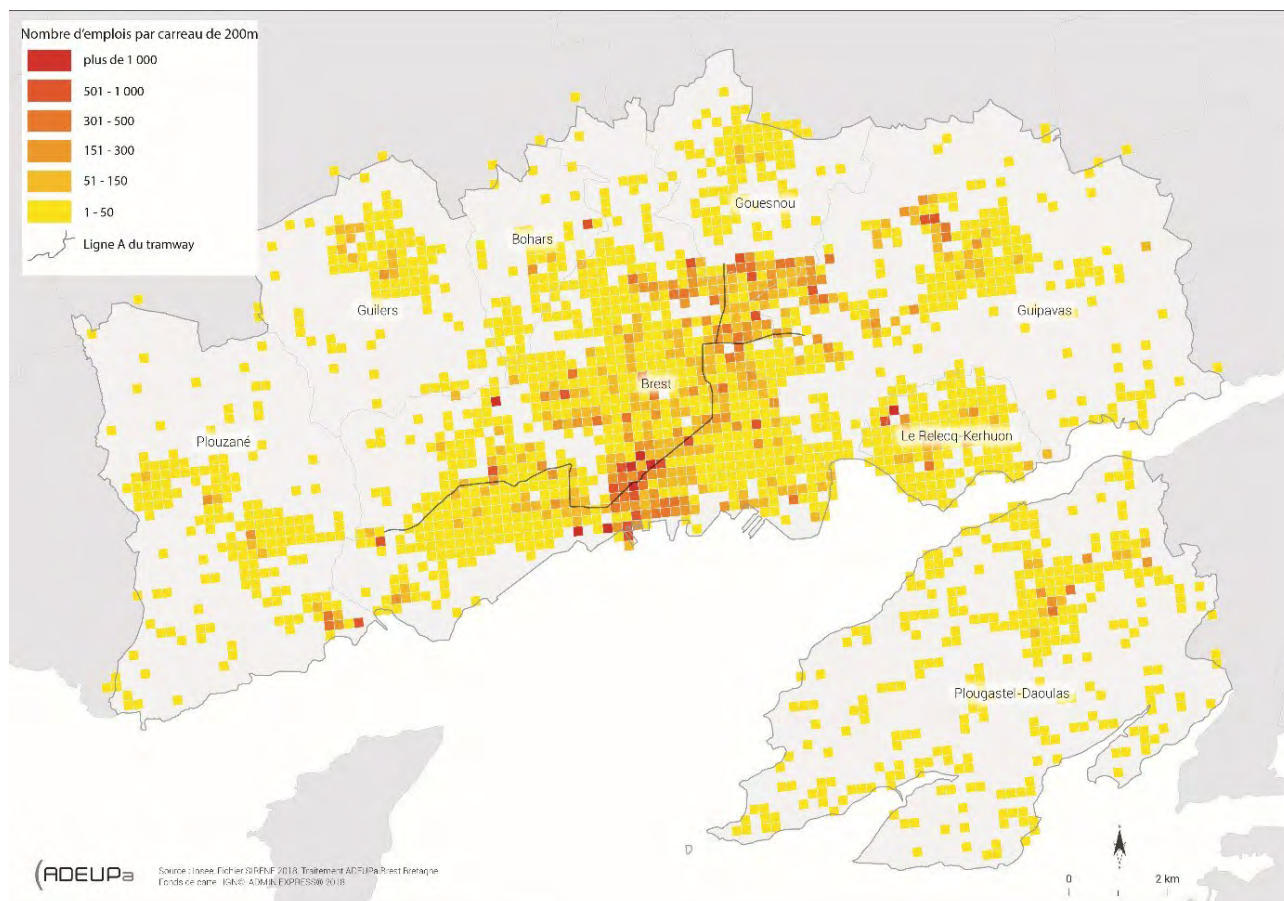 Nombre d'emplois par carreau de 200m
plus de 1 000
501 - 1 000
301 - 500
151 - 300
51 - 150
1 - 50
Ligne A du tramway
Gouesnou
Bohars
Guilers
Guipavas
Brest
Plouzané
Le Relecq-Kerhuon
Plougastel-Daoulas
(ADEUPa
Source : Insee, Fichier SIRENE 2018, Traitement ADEUPa Brest Bretagne
Fonds de carte : IGN© ADMIN EXPRESS® 2018
0 2 km